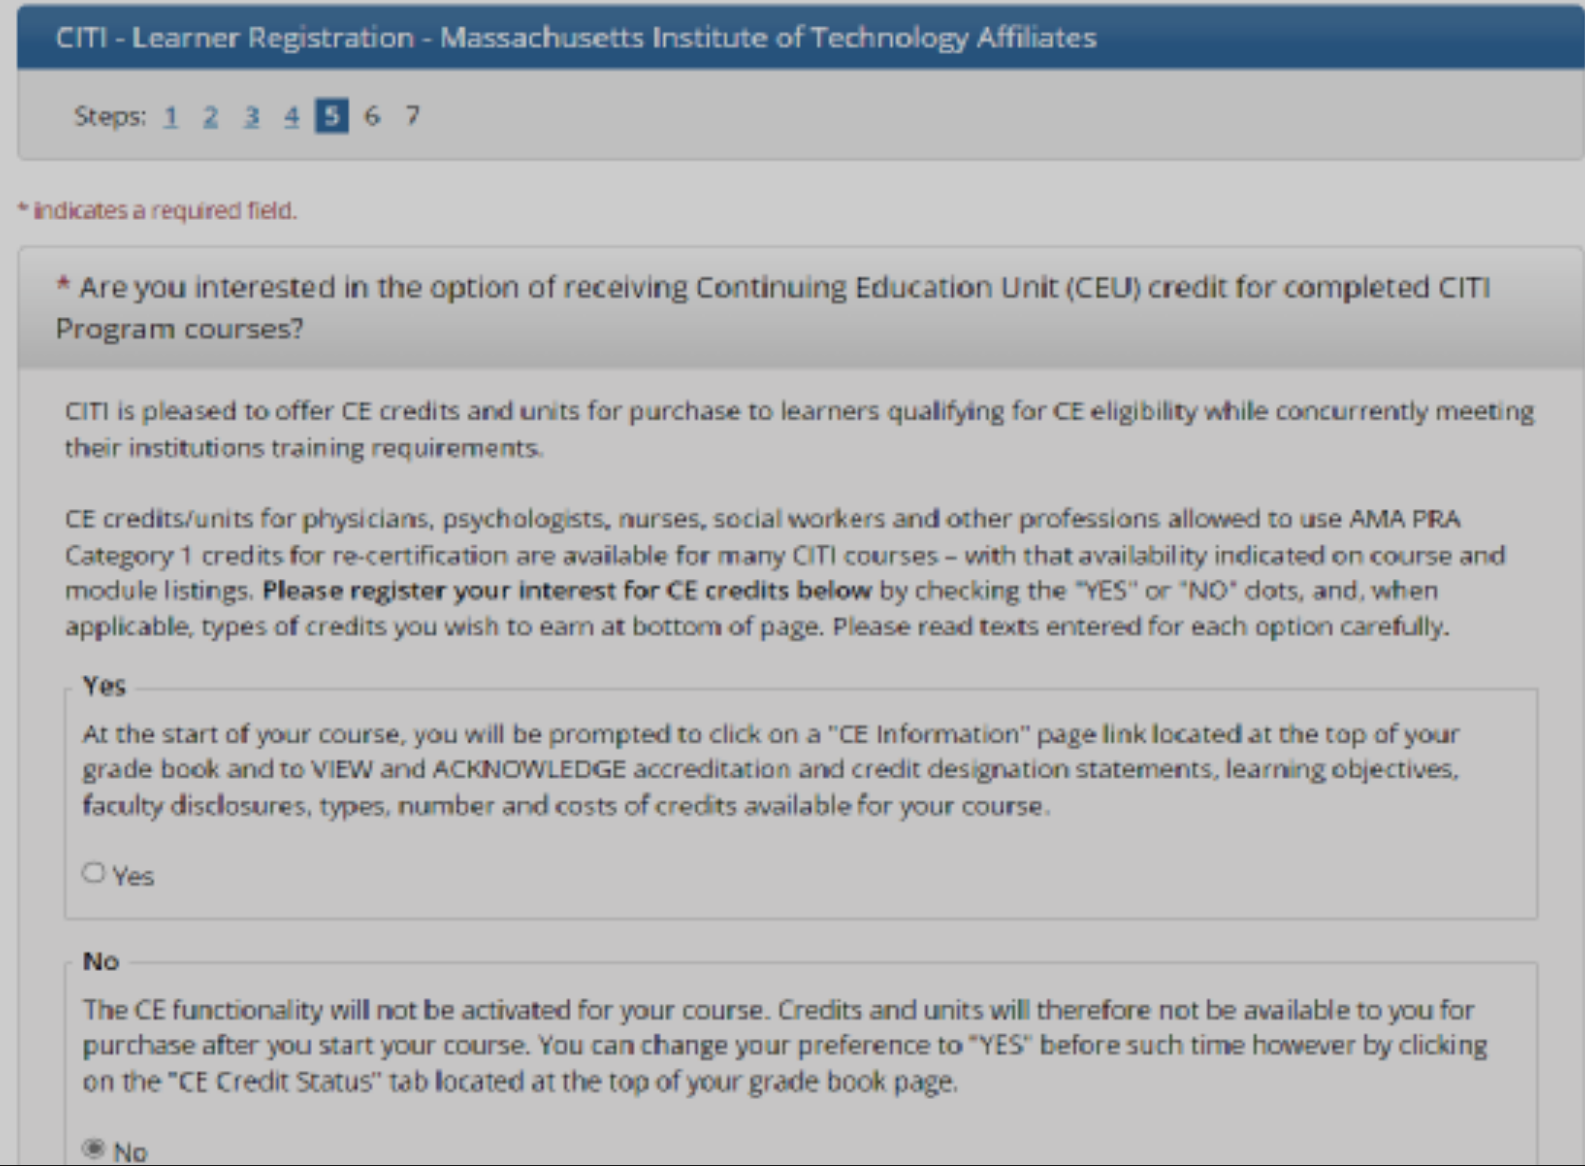 CITI - Learner Registration - Massachusetts Institute of Technology Affiliates
Steps: 1 2 3 4 5 6 7
* indicates a required field.
* Are you interested in the option of receiving Continuing Education Unit (CEU) credit for completed CITI
Program courses?
CITI is pleased to offer CE credits and units for purchase to learners qualifying for CE eligibility while concurrently meeting
their institutions training requirements.
CE credits/units for physicians, psychologists, nurses, social workers and other professions allowed to use AMA PRA
Category 1 credits for re-certification are available for many CITI courses – with that availability indicated on course and
module listings. Please register your interest for CE credits below by checking the "YES" or "NO" dots, and, when
applicable, types of credits you wish to earn at bottom of page. Please read texts entered for each option carefully.
Yes
At the start of your course, you will be prompted to click on a "CE Information" page link located at the top of your
grade book and to VIEW and ACKNOWLEDGE accreditation and credit designation statements, learning objectives,
faculty disclosures, types, number and costs of credits available for your course.
Yes
No
The CE functionality will not be activated for your course. Credits and units will therefore not be available to you for
purchase after you start your course. You can change your preference to "YES" before such time however by clicking
on the "CE Credit Status" tab located at the top of your grade book page.
No